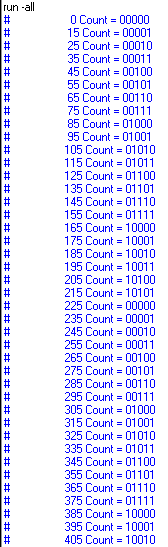 run -all
# 0 Count = 00000
# 15 Count = 00001
# 25 Count = 00010
# 35 Count = 00011
# 45 Count = 00100
# 55 Count = 00101
# 65 Count = 00110
# 75 Count = 00111
# 85 Count = 01000
# 95 Count = 01001
# 105 Count = 01010
# 115 Count = 01011
# 125 Count = 01100
# 135 Count = 01101
# 145 Count = 01110
# 155 Count = 01111
# 165 Count = 10000
# 175 Count = 10001
# 185 Count = 10010
# 195 Count = 10011
# 205 Count = 10100
# 215 Count = 10101
# 225 Count = 00000
# 235 Count = 00001
# 245 Count = 00010
# 255 Count = 00011
# 265 Count = 00100
# 275 Count = 00101
# 285 Count = 00110
# 295 Count = 00111
# 305 Count = 01000
# 315 Count = 01001
# 325 Count = 01010
# 335 Count = 01011
# 345 Count = 01100
# 355 Count = 01101
# 365 Count = 01110
# 375 Count = 01111
# 385 Count = 10000
# 395 Count = 10001
# 405 Count = 10010